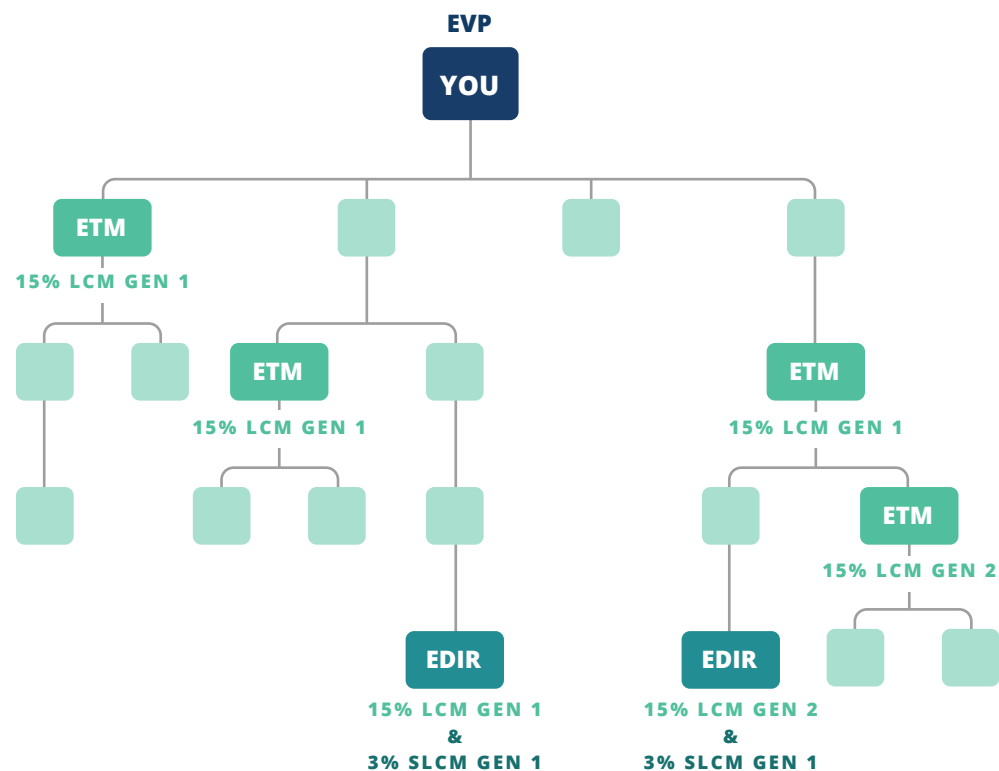 EVP
YOU
ETM
15% LCM GEN 1
ETM
15% LCM GEN 1
ETM
15% LCM GEN 1
ETM
15% LCM GEN 2
EDIR
15% LCM GEN 1
&
3% SLCM GEN 1
EDIR
15% LCM GEN 2
&
3% SLCM GEN 1